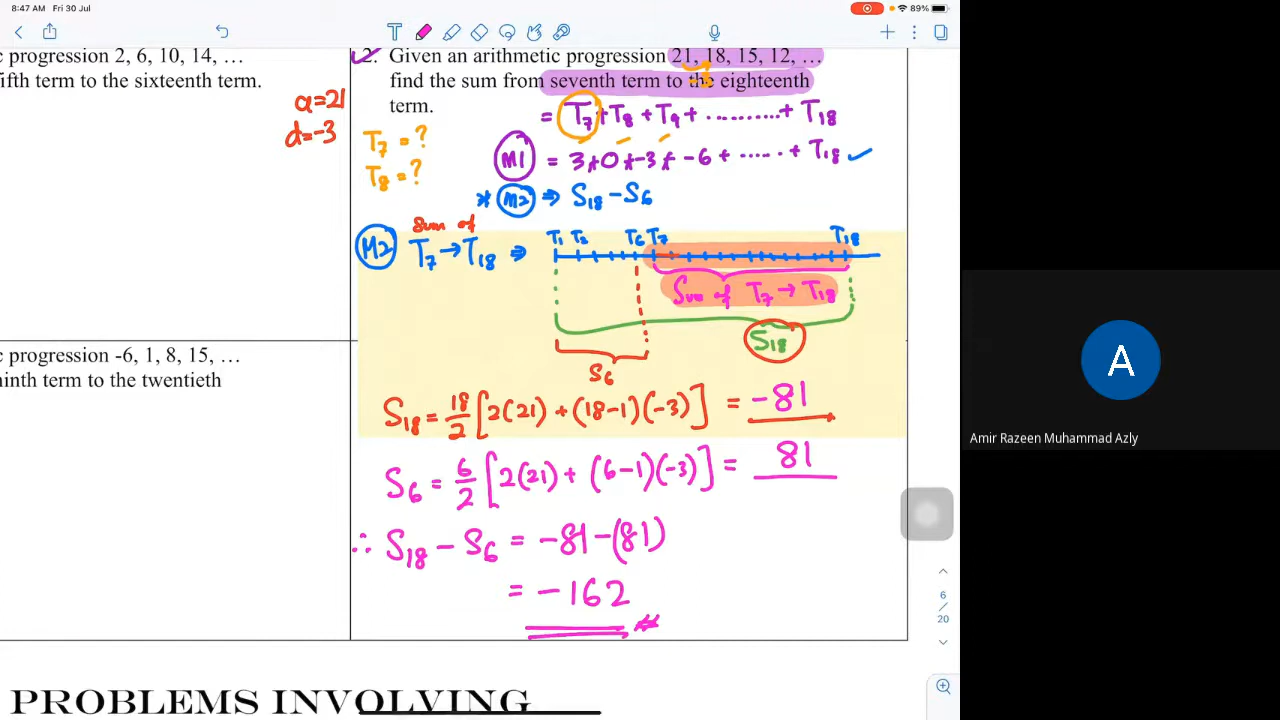 8:47 AM Fri 30 Jul
89%
c progression 2, 6, 10, 14, …
ifth term to the sixteenth term.
2. Given an arithmetic progression 21, 18, 15, 12, …
-3
find the sum from seventh term to the eighteenth
term.
a=21
d=-3
= T7 + T8 + T9 + .......... + T18
T7 = ?
T8 = ?
M1 = 3 + 0 + -3 + -6 + ...... + T18 ✓
* M2 ⇒ S18 - S6
Sum of
M2 T7 → T18 ⇒
T1 T2 T6 T7 T18
Sum of T7 → T18
S18
S6
c progression -6, 1, 8, 15, …
ninth term to the twentieth
S18 = 18/2 [2(21) + (18-1)(-3)] = -81
S6 = 6/2 [2(21) + (6-1)(-3)] = 81
∴ S18 - S6 = -81 - (81)
= -162
PROBLEMS INVOLVING
6
/
20
A
Amir Razeen Muhammad Azly